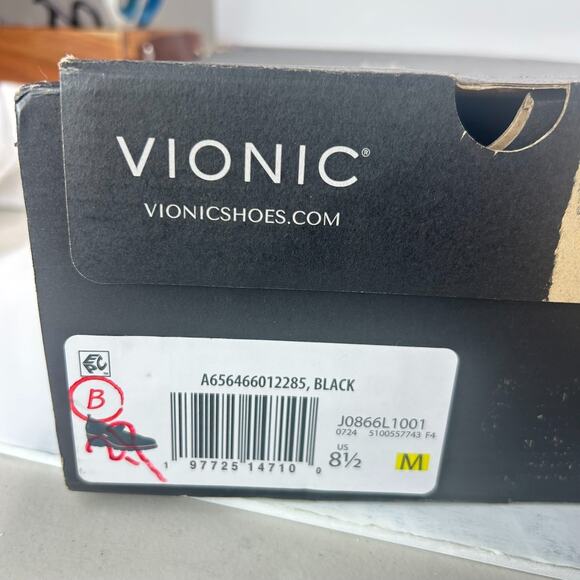 VIONIC®
VIONICSHOES.COM
A656466012285, BLACK
B
J0866L1001
0724 5100557743 F4
US
8½ M
1 97725 14710 0